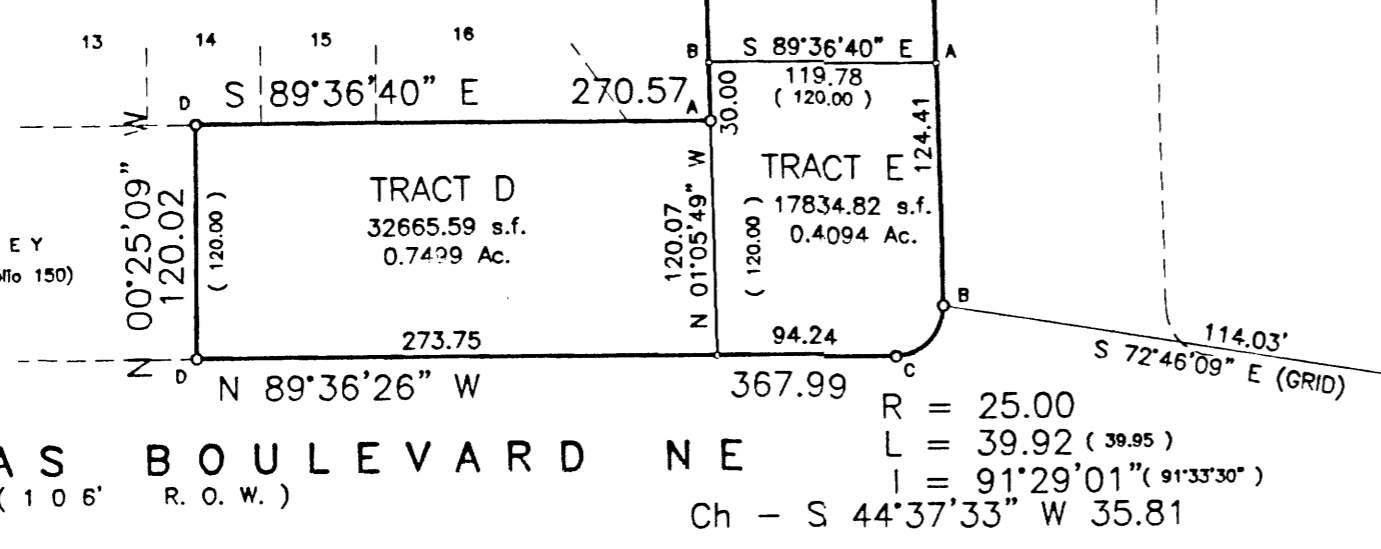 13
14
15
16
B
S 89°36'40" E
A
119.78
( 120.00 )
D
S 89°36'40" E
270.57
A
30.00
124.41
N 00°25'09" W
120.02
( 120.00 )
TRACT D
32665.59 s.f.
0.7499 Ac.
120.07
N 01°05'49" W
( 120.00 )
TRACT E
17834.82 s.f.
0.4094 Ac.
E Y
150)
B
273.75
94.24
114.03'
S 72°46'09" E (GRID)
D
C
N 89°36'26" W
367.99
R = 25.00
L = 39.92 ( 39.95 )
I = 91°29'01" ( 91°33'30" )
Ch - S 44°37'33" W 35.81
AS BOULEVARD NE
( 106' R. O. W. )